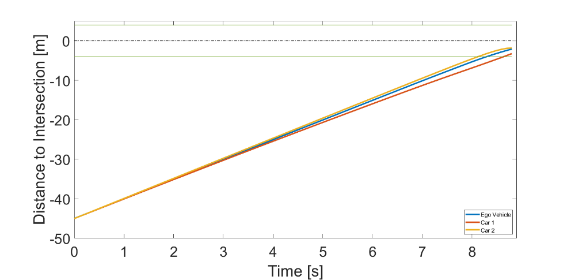 Distance to Intersection [m]
0
-10
-20
-30
-40
-50
0 1 2 3 4 5 6 7 8
Time [s]
Ego Vehicle
Car 1
Car 2